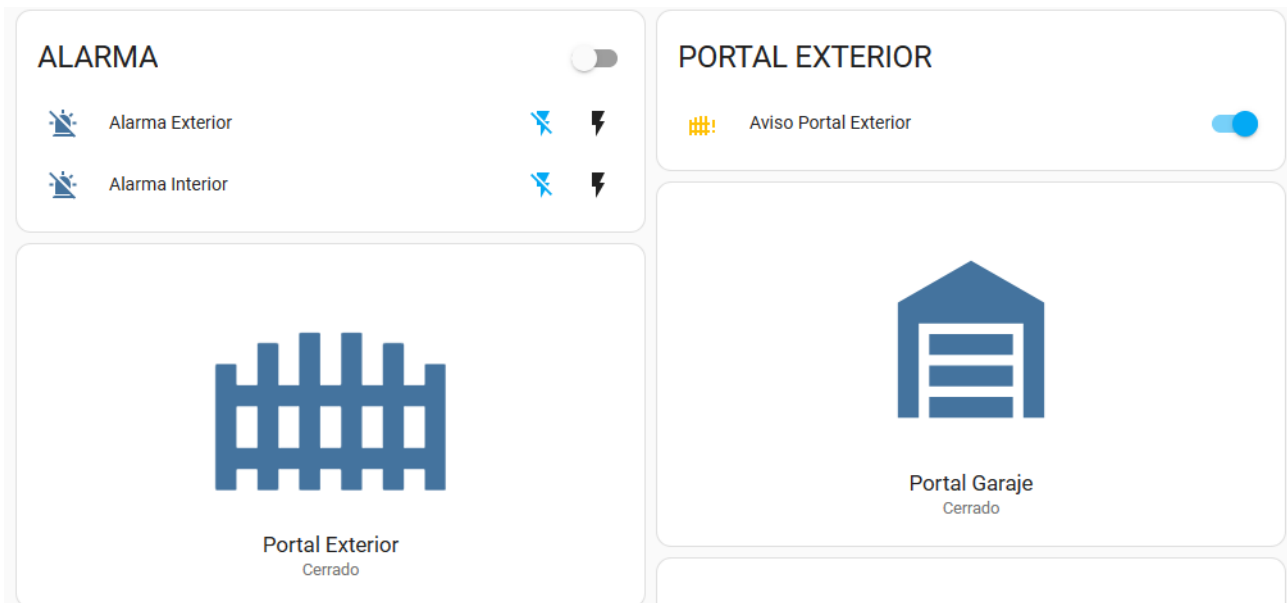 ALARMA
Alarma Exterior
Alarma Interior
Portal Exterior
Cerrado
PORTAL EXTERIOR
Aviso Portal Exterior
Portal Garaje
Cerrado